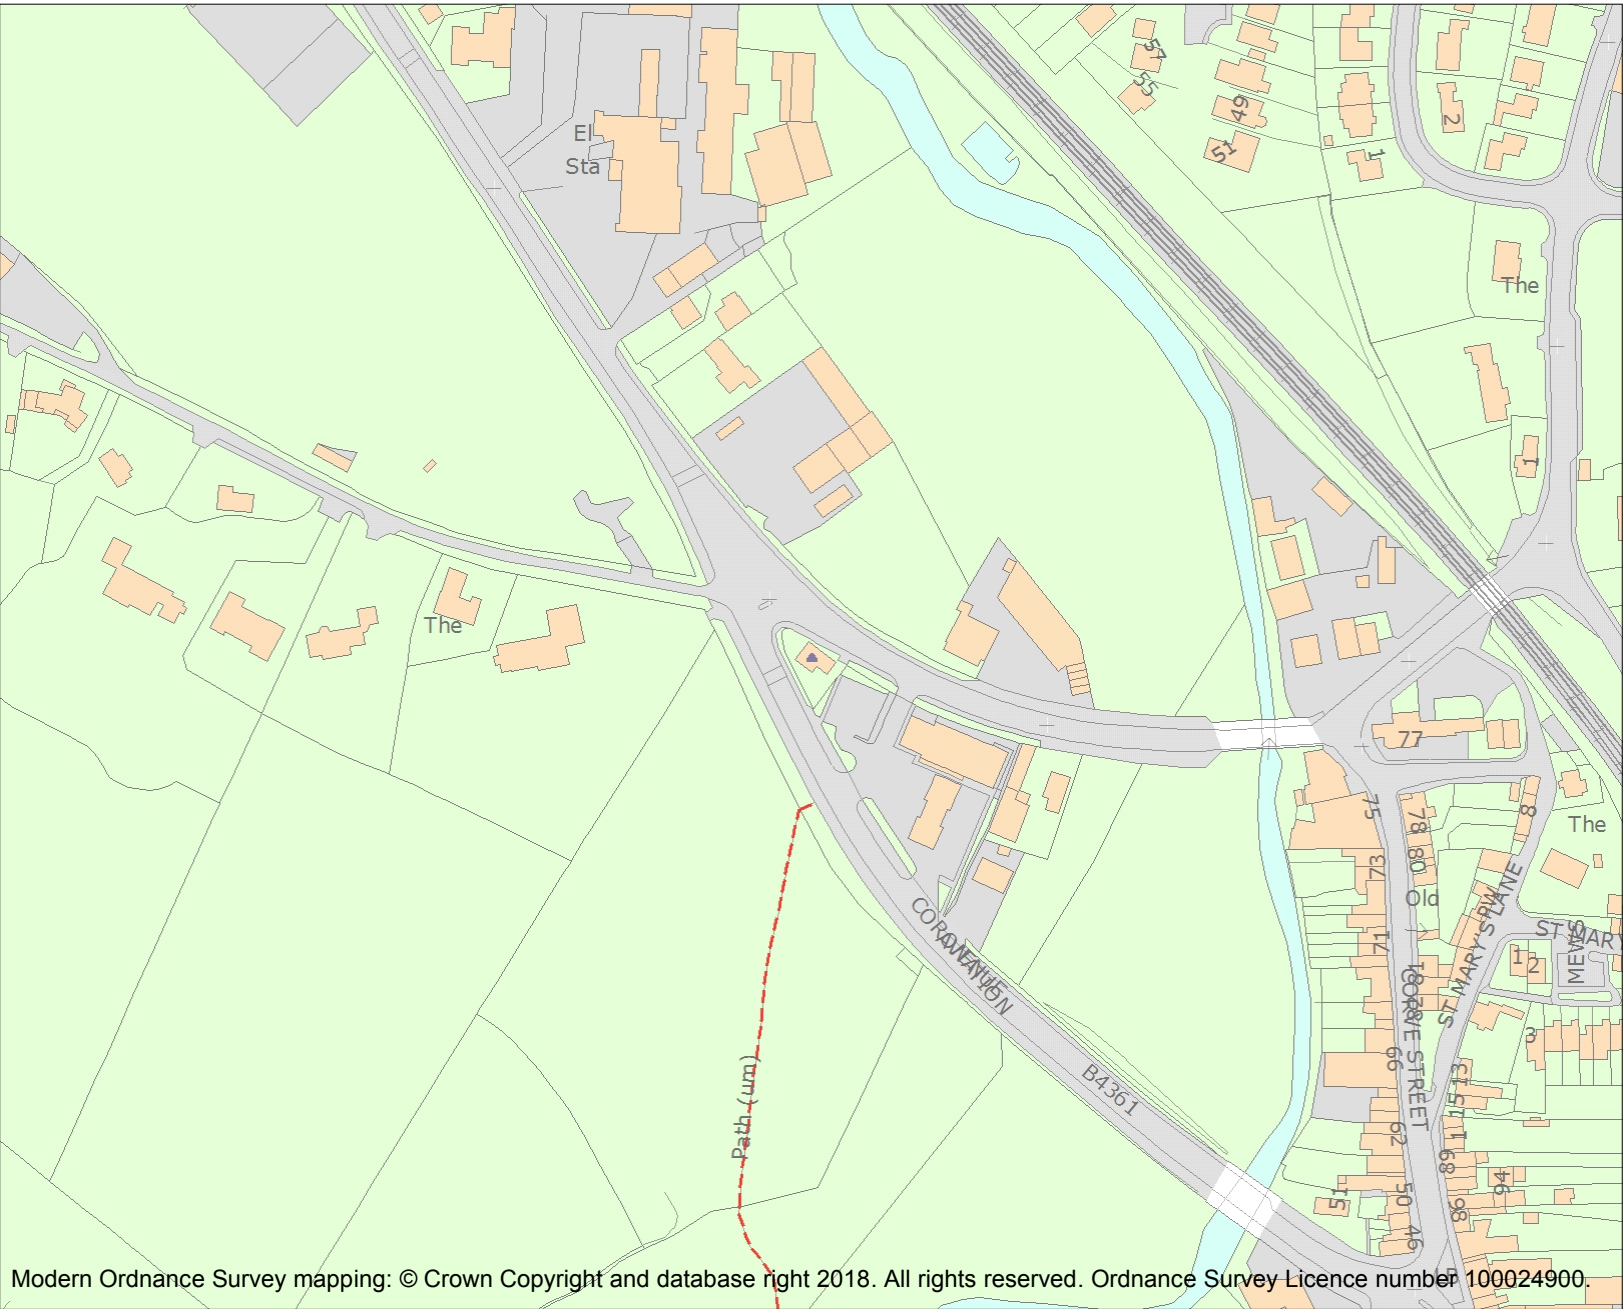 57
55
49
51
2
1
El
Sta
The
1
The
77
75
78
80
8
The
73
Old
71
CORONATION
AVENUE
ST MARY'S LANE
ST MARY
MEWS
1
2
3
CORVE STREET
66
13
15
1
62
68
94
50
51
98
46
B4361
Path (um)
Modern Ordnance Survey mapping: © Crown Copyright and database right 2018. All rights reserved. Ordnance Survey Licence number 100024900.